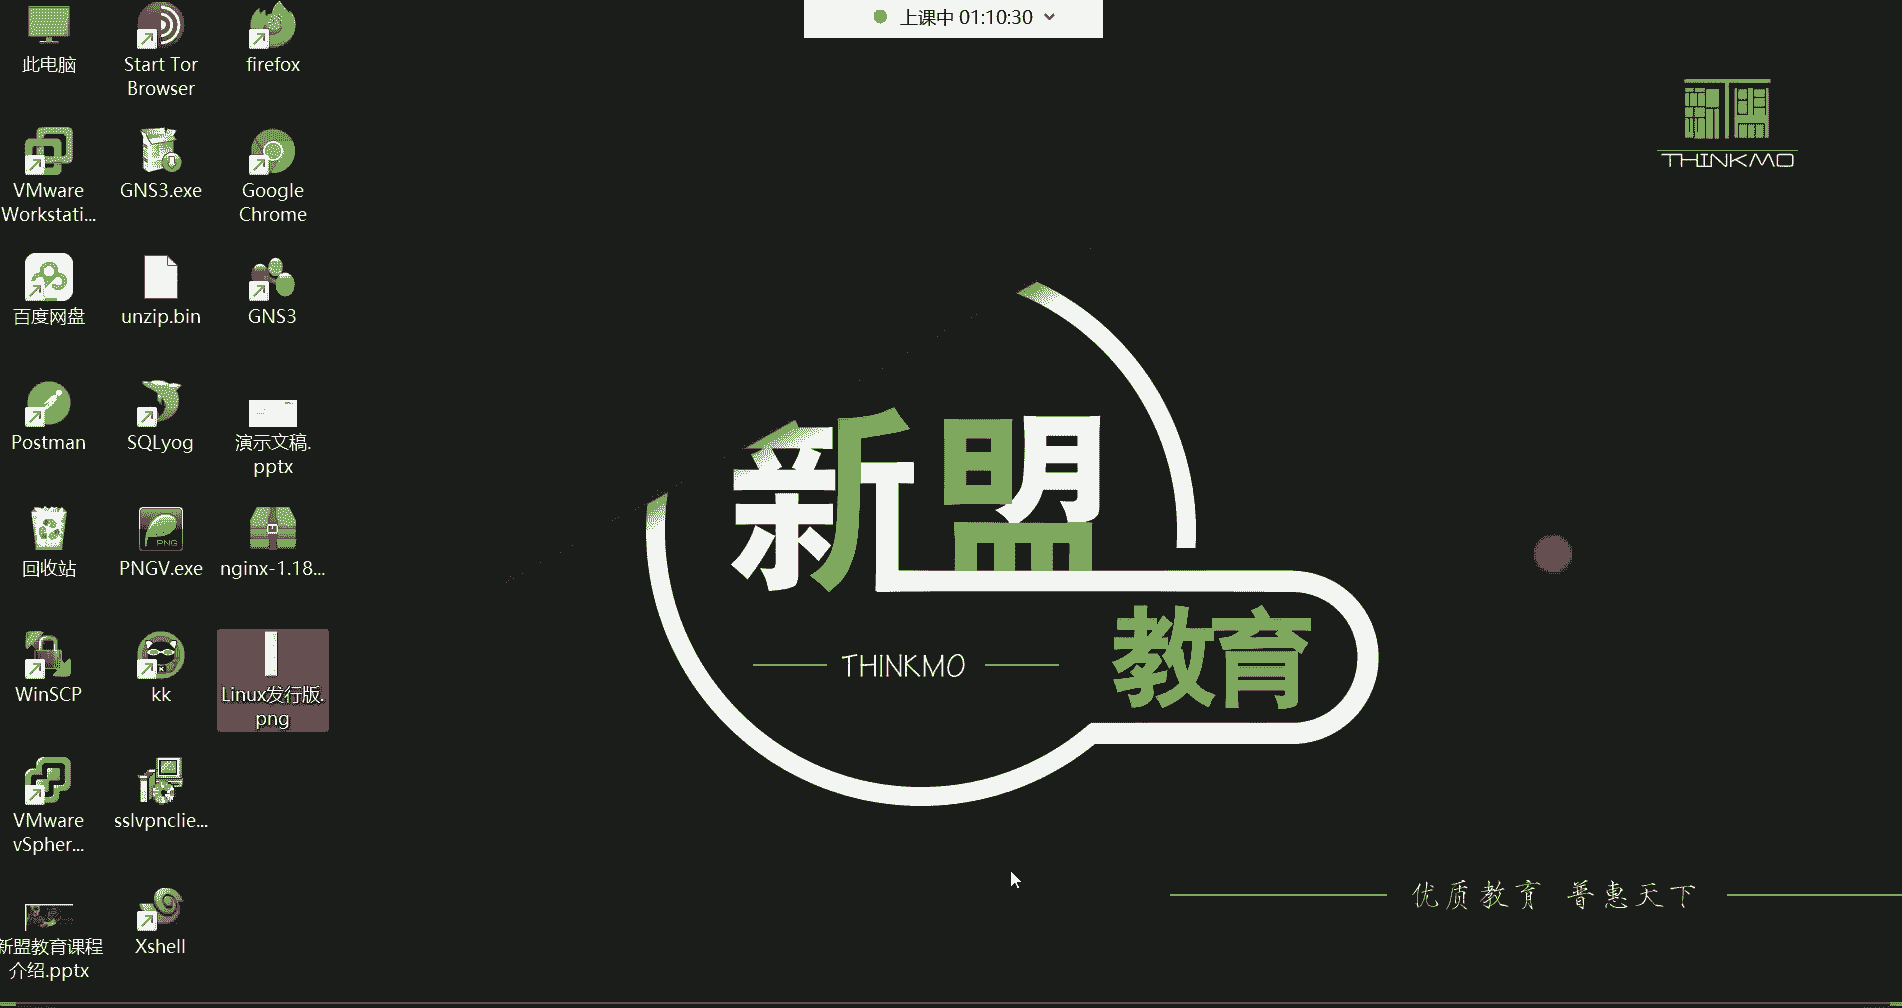 上课中 01:10:30
此电脑
Start Tor
Browser
firefox
VMware
Workstati...
GNS3.exe
Google
Chrome
百度网盘
unzip.bin
GNS3
Postman
SQLyog
演示文稿.
pptx
回收站
PNG
PNGV.exe
nginx-1.18...
WinSCP
kk
Linux发行版.
png
VMware
vSpher...
sslvpnclie...
新盟教育课程
介绍.pptx
Xshell
THINKMO
新盟
教育
THINKMO
优质教育 普惠天下